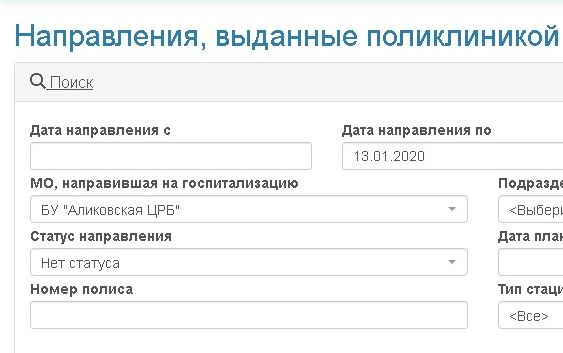 Направления, выданные поликлиникой
Поиск
Дата направления с
Дата направления по
13.01.2020
МО, направившая на госпитализацию
Подразде
БУ "Аликовская ЦРБ"
<Выбери
Статус направления
Дата план
Нет статуса
Номер полиса
Тип стаци
<Все>